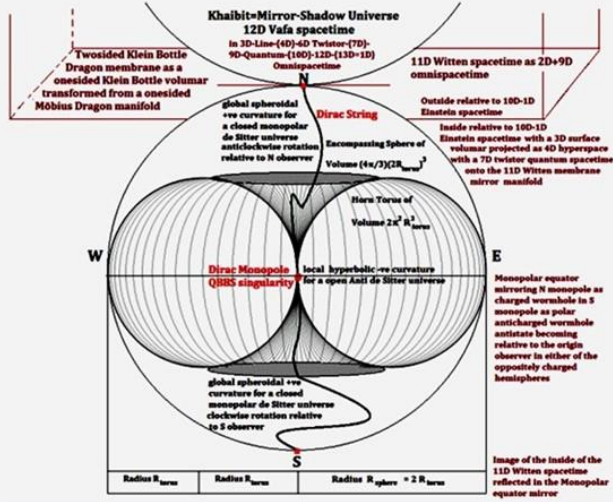 Khaibit=Mirror-Shadow Universe
12D Vafa spacetime
in 3D-Line-{4D}-6D Twistor-{7D}-
9D-Quantum-{10D}-12D-{13D=1D}
Omnispacetime
Twosided Klein Bottle
Dragon membrane as a
onesided Klein Bottle volumar
transformed from a onesided
Möbius Dragon manifold
11D Witten spacetime as 2D+9D
omnispacetime
Outside relative to 10D-1D
Einstein spacetime
Inside relative to 10D-1D
Einstein spacetime with a 3D surface
volumar projected as 4D hyperspace
with a 7D twistor quantum spacetime
onto the 11D Witten membrane
mirror manifold
N
Dirac String
global spheroidal
+ve curvature for
a closed monopolar
de Sitter universe
anticlockwise rotation
relative to N observer
Encompassing Sphere of
Volume (4π/3)(2R torus)³
Horn Torus of
Volume 2π² R³ torus
W
E
Dirac Monopole
QBBS singularity
local hyperbolic -ve curvature
for a open Anti de Sitter universe
Monopolar equator
mirroring N monopole as
charged wormhole in S
monopole as polar
anticharged wormhole
antistate becoming
relative to the origin
observer in either of the
oppositely charged
hemispheres
global spheroidal +ve
curvature for a closed
monopolar de Sitter universe
clockwise rotation relative
to S observer
S
Image of the inside of the
11D Witten spacetime
reflected in the Monopolar
equator mirror
Radius R torus
Radius R torus
Radius R sphere = 2 R torus